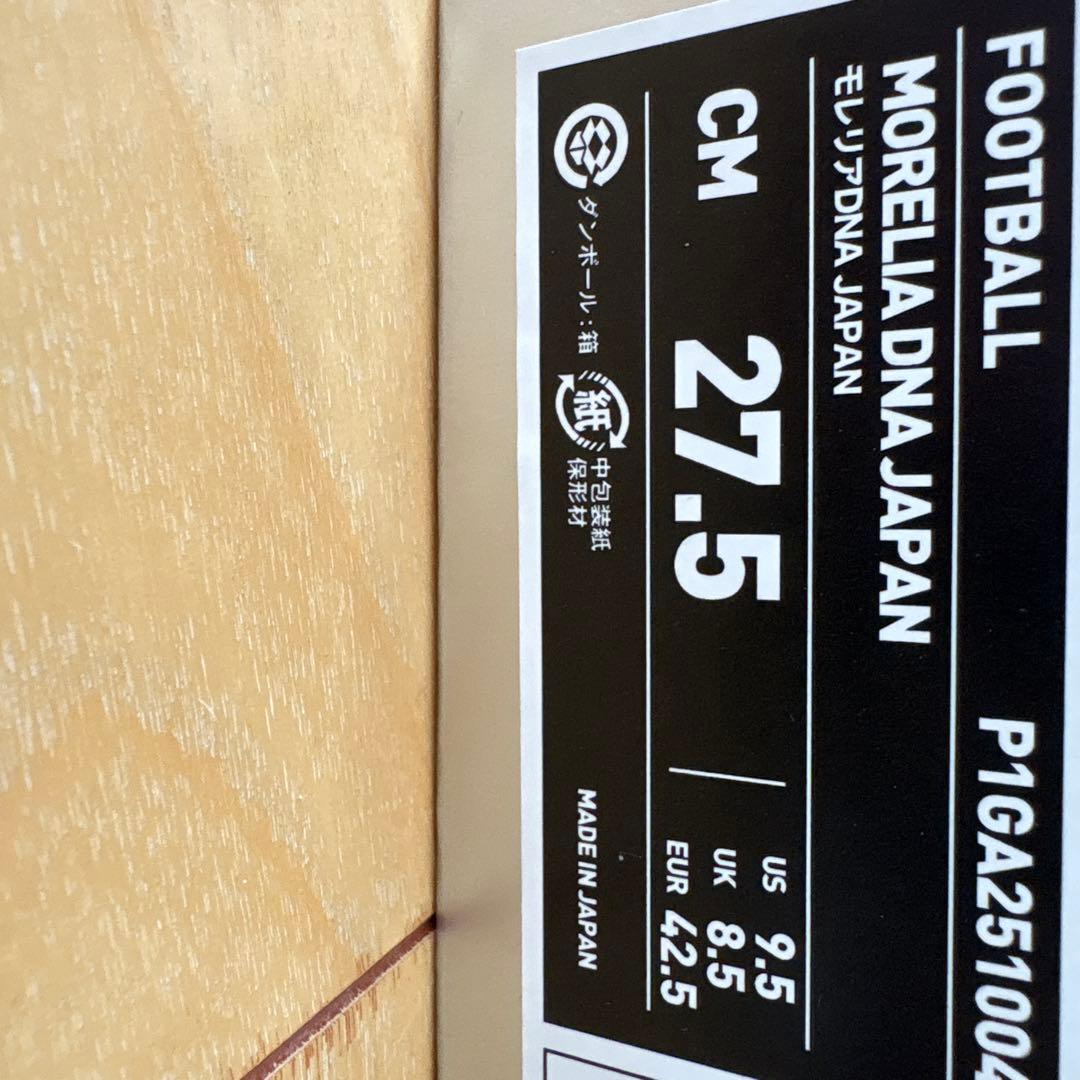 FOOTBALL P1GA251004
MORELIA DNA JAPAN
モレリアDNA JAPAN
CM 27.5
US 9.5
UK 8.5
EUR 42.5
ダンボール:箱
紙
中包装紙
保形材
MADE IN JAPAN